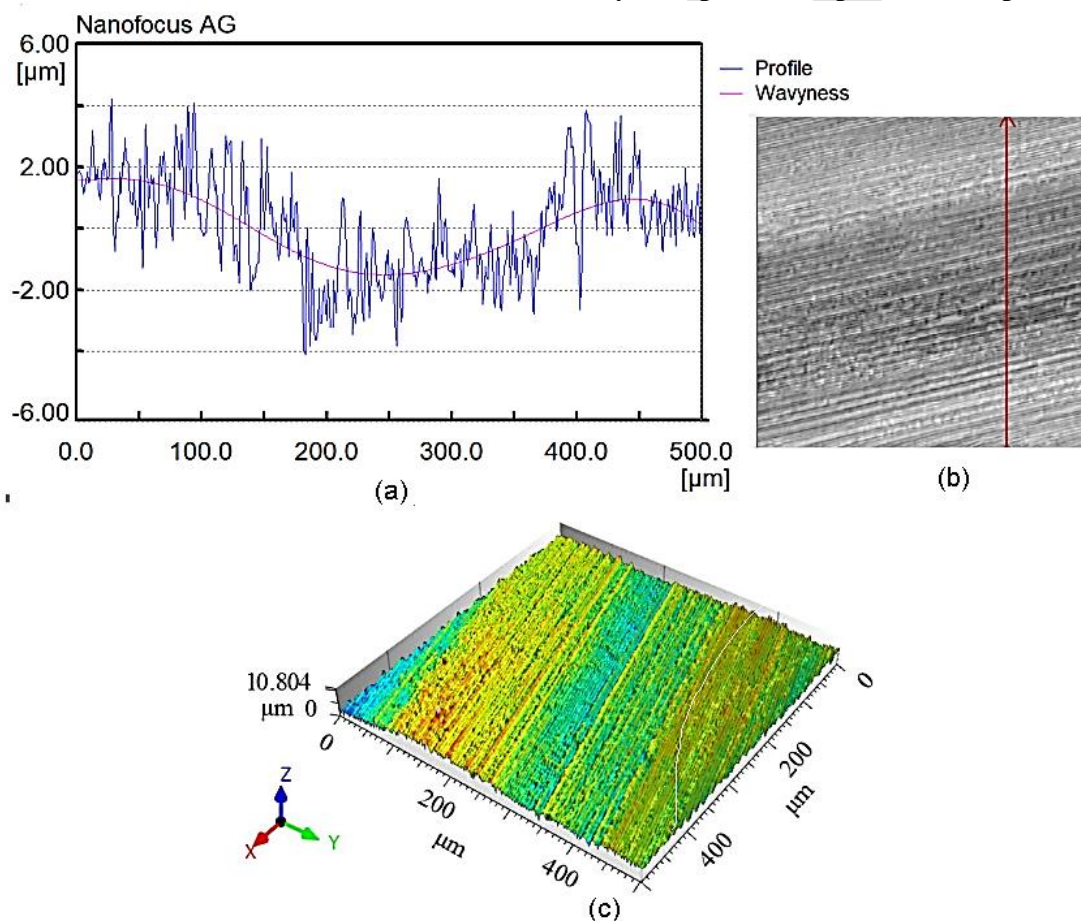 Nanofocus AG
6.00
[µm]
2.00
-2.00
-6.00
0.0 100.0 200.0 300.0 400.0 500.0
[µm]
(a)
Profile
Wavyness
(b)
10.804
µm 0
0
200
µm
400
0
200
µm
400
Z
X
Y
(c)